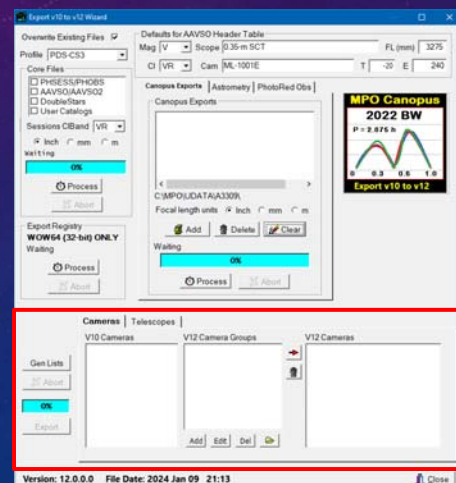 Export v10 to v12 Wizard
Overwrite Existing Files
Profile PDS-CS3
Core Files
PHSESS/PHOBS
AAVSO/AAVSO2
DoubleStars
User Catalogs
Sessions CIBand VR
Inch mm m
Waiting
0%
Process
Abort
Export Registry
WOW64 (32-bit) ONLY
Waiting
Process
Abort
Defaults for AAVSO Header Table
Mag V Scope 0.35-m SCT FL (mm) 3275
CI VR Cam ML-1001E T -20 E 240
Canopus Exports Astrometry PhotoRed Obs
Canopus Exports
C:\MPO\UDATA\A3309\
Focal length units Inch mm m
Add Delete Clear
Waiting
0%
Process Abort
MPO Canopus
2022 BW
P = 2.875 h
0 0.3 0.5 0.8 1.0
Export v10 to v12
Cameras Telescopes
V10 Cameras V12 Camera Groups V12 Cameras
Gen Lists
Abort
0%
Export
Add Edit Del
Version: 12.0.0.0 File Date: 2024 Jan 09 21:13 Close